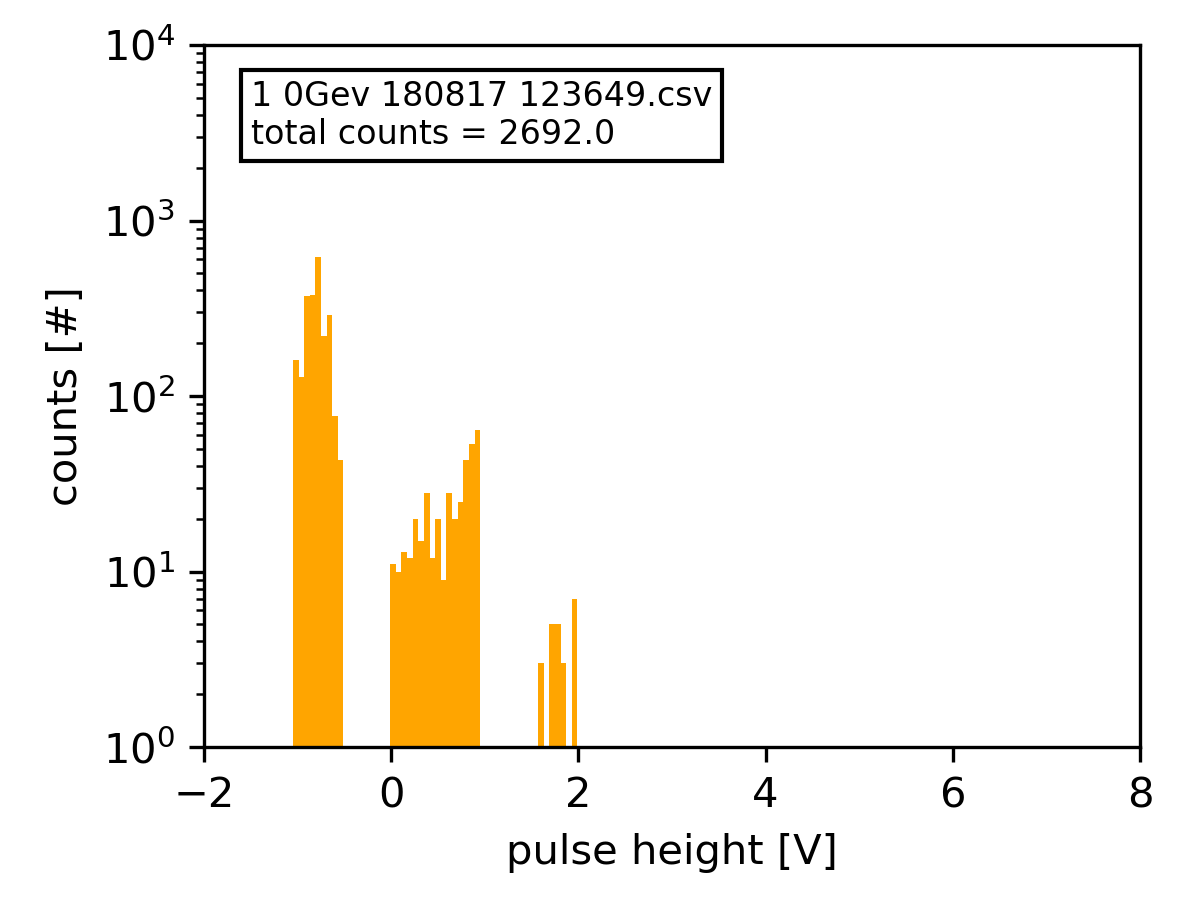 10⁴
1 0Gev 180817 123649.csv
total counts = 2692.0
10³
counts [#]
10²
10¹
10⁰
−2 0 2 4 6 8
pulse height [V]